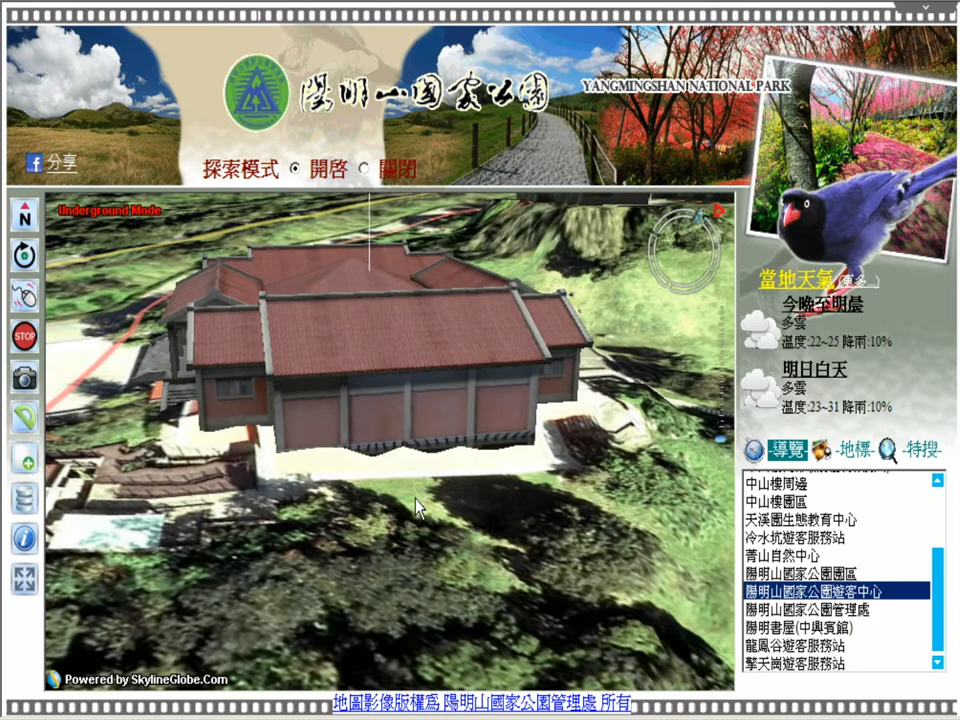 陽明山國家公園
YANGMINGSHAN NATIONAL PARK
分享
探索模式 開啓 關閉
Underground Mode
N
STOP
當地天氣 (更多...)
今晚至明晨
多雲
溫度:22~25 降雨:10%
明日白天
多雲
溫度:23~31 降雨:10%
-導覽- -地標- -特搜-
中山樓周邊
中山樓園區
天溪園生態教育中心
冷水坑遊客服務站
菁山自然中心
陽明山國家公園園區
陽明山國家公園遊客中心
陽明山國家公園管理處
陽明書屋(中興賓館)
龍鳳谷遊客服務站
擎天崗遊客服務站
Powered by SkylineGlobe.Com
地圖影像版權為 陽明山國家公園管理處 所有